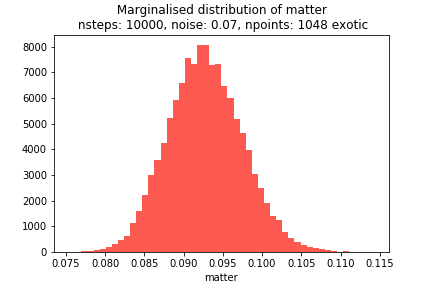 Marginalised distribution of matter
nsteps: 10000, noise: 0.07, npoints: 1048 exotic
8000
7000
6000
5000
4000
3000
2000
1000
0
0.075 0.080 0.085 0.090 0.095 0.100 0.105 0.110 0.115
matter